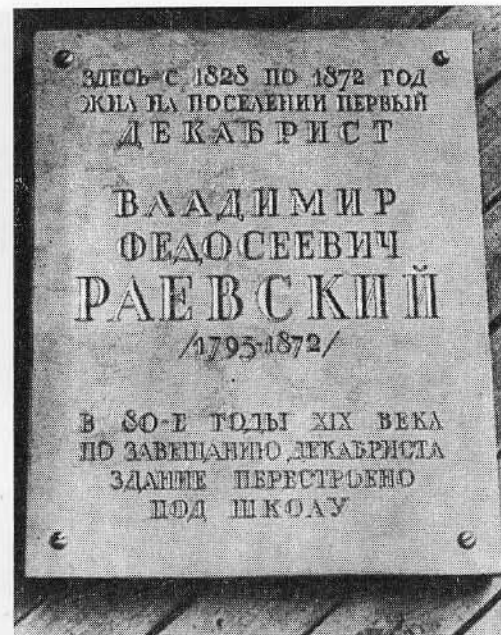 ЗДЕСЬ С 1828 ПО 1872 ГОД
ЖИЛ НА ПОСЕЛЕНИИ ПЕРВЫЙ
ДЕКАБРИСТ
ВЛАДИМИР
ФЕДОСЕЕВИЧ
РАЕВСКИЙ
/1795-1872/
В 80-Е ГОДЫ XIX ВЕКА
ПО ЗАВЕЩАНИЮ ДЕКАБРИСТА
ЗДАНИЕ ПЕРЕСТРОЕНО
ПОД ШКОЛУ